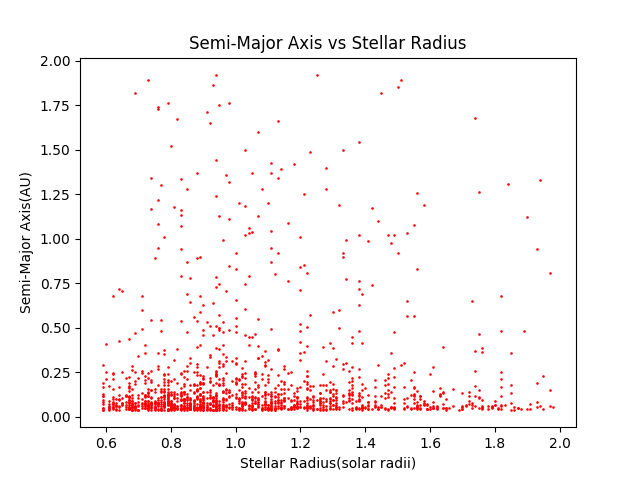 Semi-Major Axis vs Stellar Radius
2.00
1.75
1.50
1.25
1.00
0.75
0.50
0.25
0.00
Semi-Major Axis(AU)
0.6 0.8 1.0 1.2 1.4 1.6 1.8 2.0
Stellar Radius(solar radii)